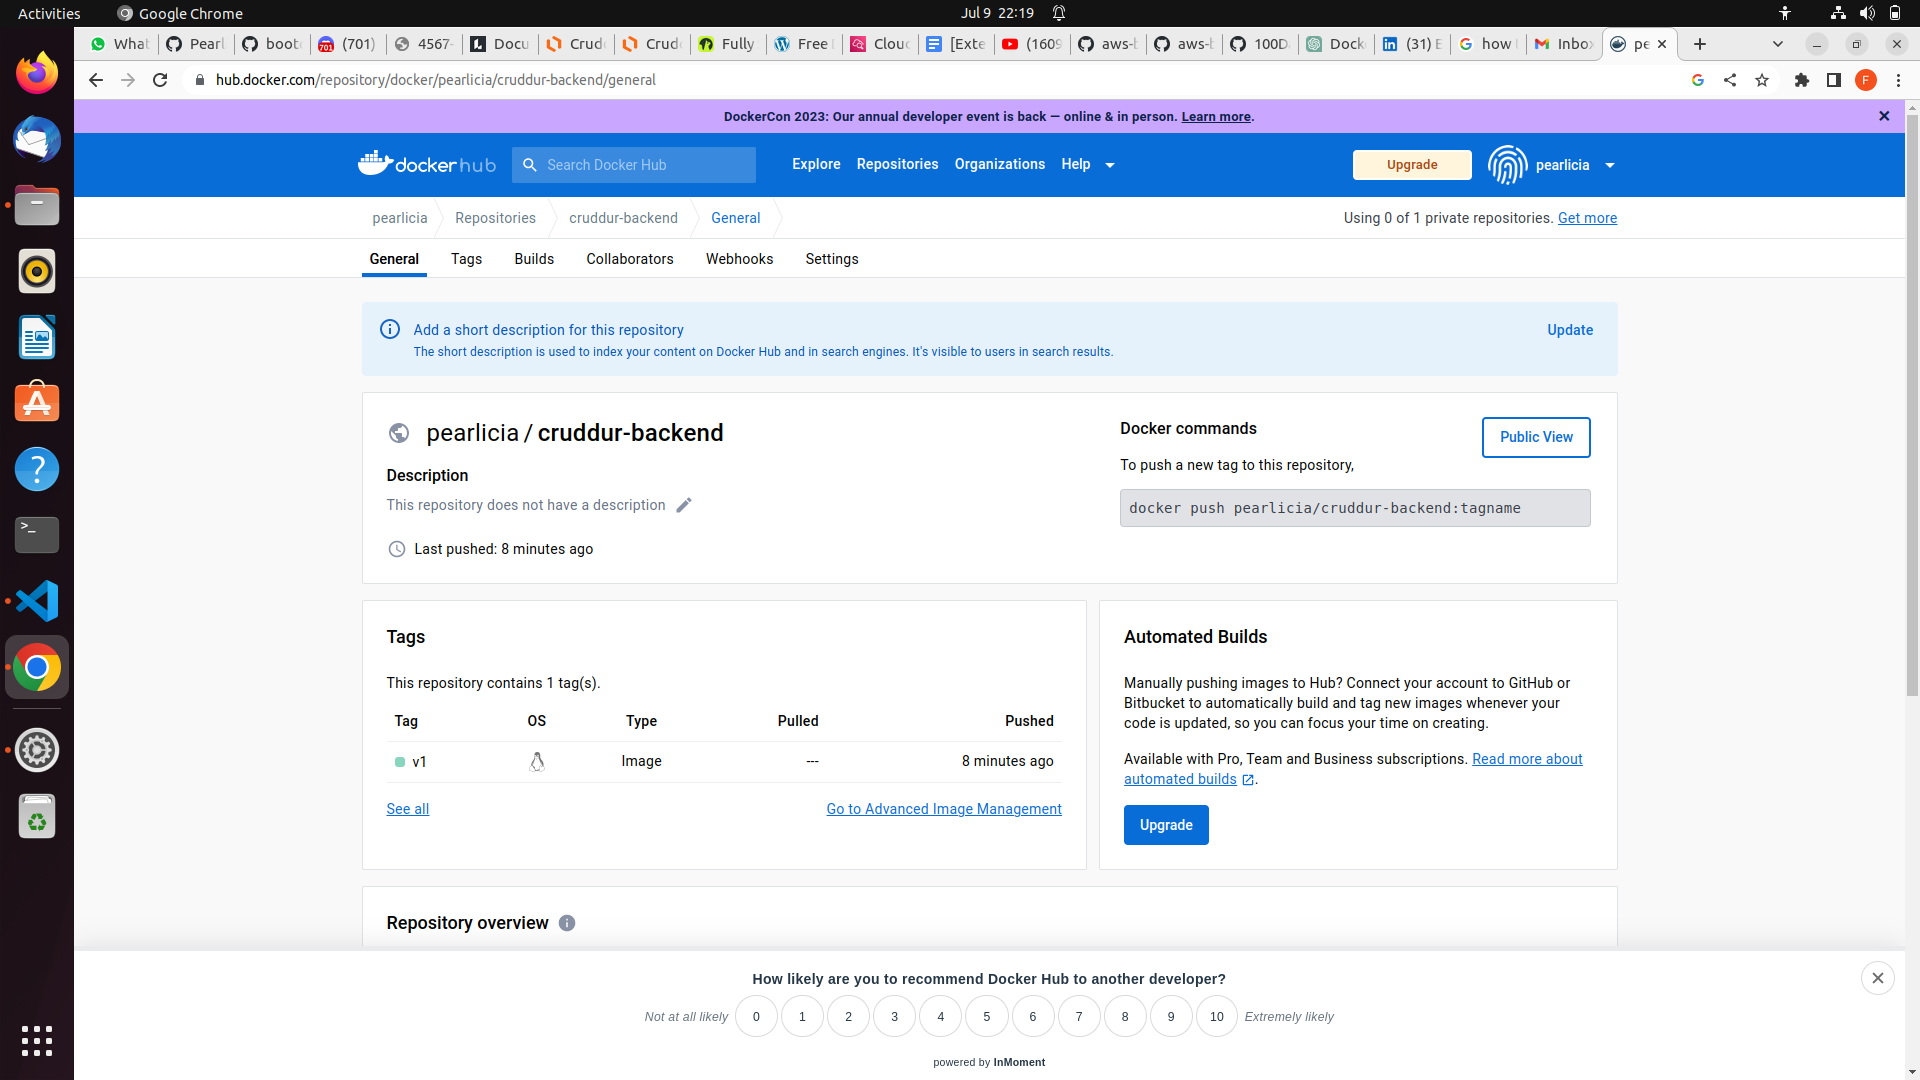 Activities Google Chrome Jul 9 22:19
What Pearl boot (701) 4567- Docu Crud Crud Fully Free Clouc [Exte (1609 aws-b aws-b 100D Dock (31) how Inbox pe
hub.docker.com/repository/docker/pearlicia/cruddur-backend/general F
DockerCon 2023: Our annual developer event is back — online & in person. Learn more.
dockerhub Search Docker Hub Explore Repositories Organizations Help Upgrade pearlicia
pearlicia Repositories cruddur-backend General Using 0 of 1 private repositories. Get more
General Tags Builds Collaborators Webhooks Settings
Add a short description for this repository Update
The short description is used to index your content on Docker Hub and in search engines. It's visible to users in search results.
pearlicia / cruddur-backend
Description
This repository does not have a description
Last pushed: 8 minutes ago
Docker commands
Public View
To push a new tag to this repository,
docker push pearlicia/cruddur-backend:tagname
Tags
This repository contains 1 tag(s).
Tag OS Type Pulled Pushed
v1 Image --- 8 minutes ago
See all Go to Advanced Image Management
Automated Builds
Manually pushing images to Hub? Connect your account to GitHub or
Bitbucket to automatically build and tag new images whenever your
code is updated, so you can focus your time on creating.
Available with Pro, Team and Business subscriptions. Read more about
automated builds .
Upgrade
Repository overview
How likely are you to recommend Docker Hub to another developer?
Not at all likely 0 1 2 3 4 5 6 7 8 9 10 Extremely likely
powered by InMoment